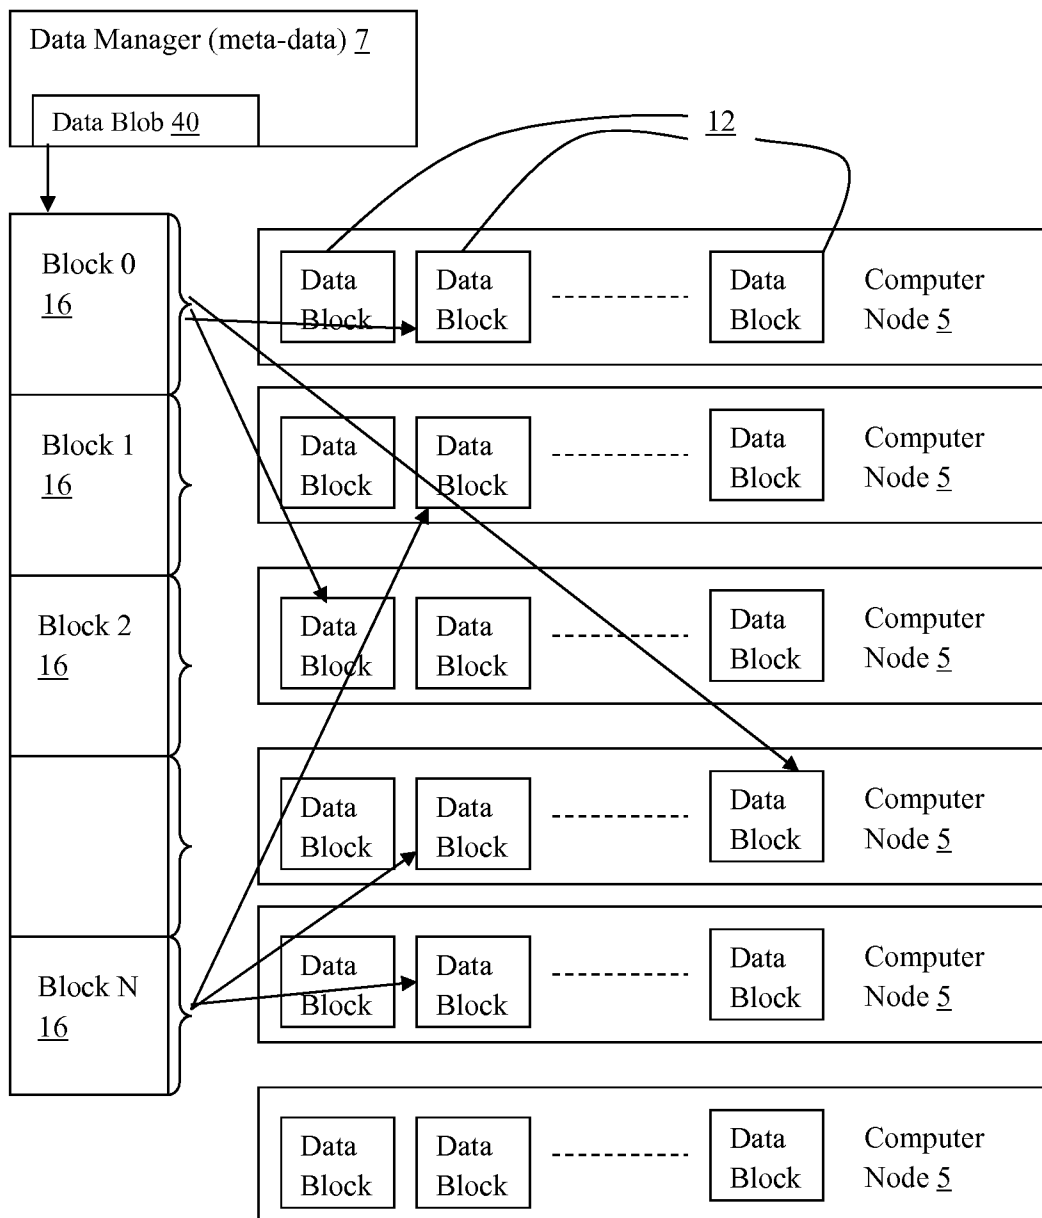 Data Manager (meta-data) 7
Data Blob 40
12
Block 0
16
Block 1
16
Block 2
16
Block N
16
Data
Block
Data
Block
Data
Block
Computer
Node 5
Data
Block
Data
Block
Data
Block
Computer
Node 5
Data
Block
Data
Block
Data
Block
Computer
Node 5
Data
Block
Data
Block
Data
Block
Computer
Node 5
Data
Block
Data
Block
Data
Block
Computer
Node 5
Data
Block
Data
Block
Data
Block
Computer
Node 5